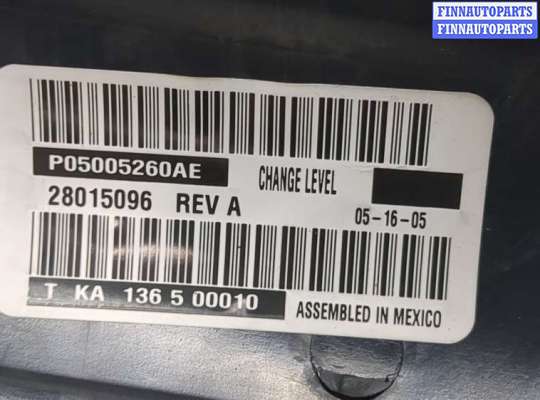 FINNAUTOPARTS
FINNAUTOPARTS
P05005260AE
CHANGE LEVEL
28015096 REV A
05-16-05
T KA 136 5 00010
ASSEMBLED IN MEXICO